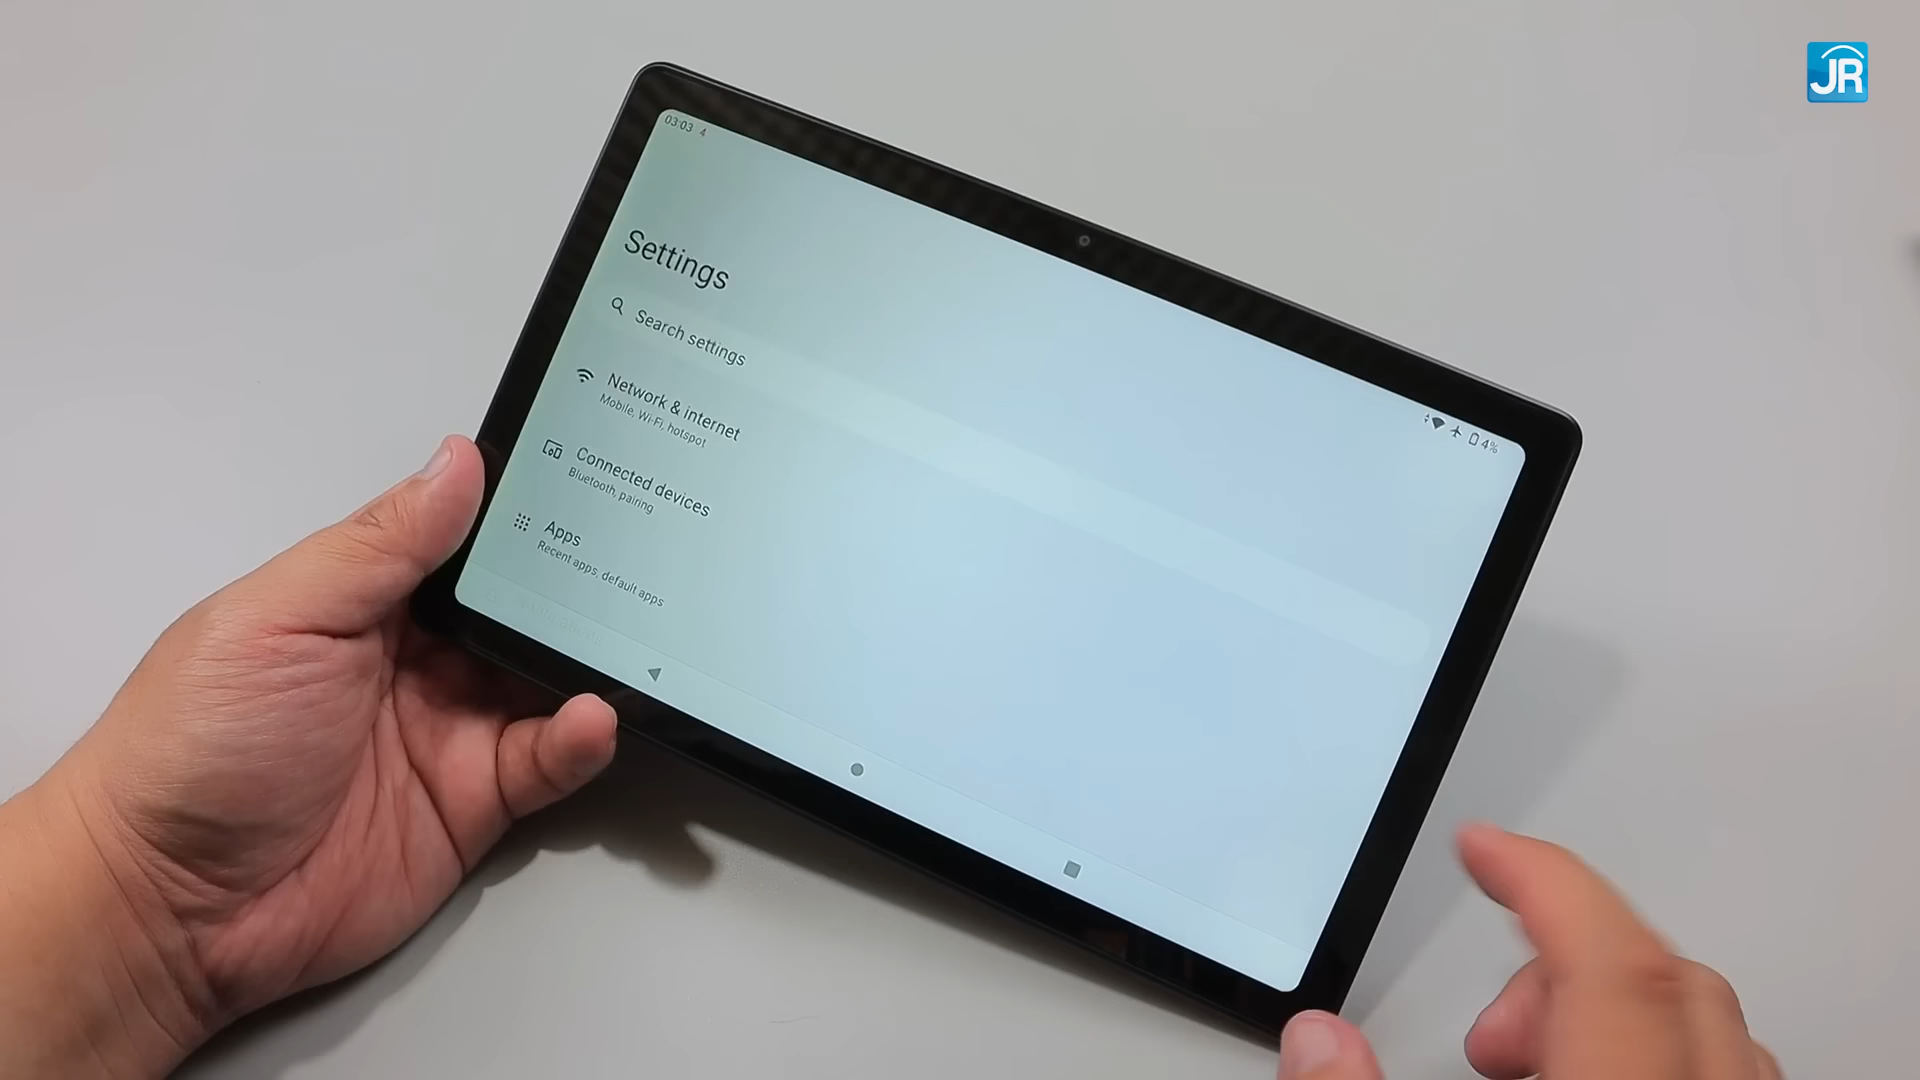 JR
03:03 4
4%
Settings
Search settings
Network & internet
Mobile, Wi-Fi, hotspot
Connected devices
Bluetooth, pairing
Apps
Recent apps, default apps